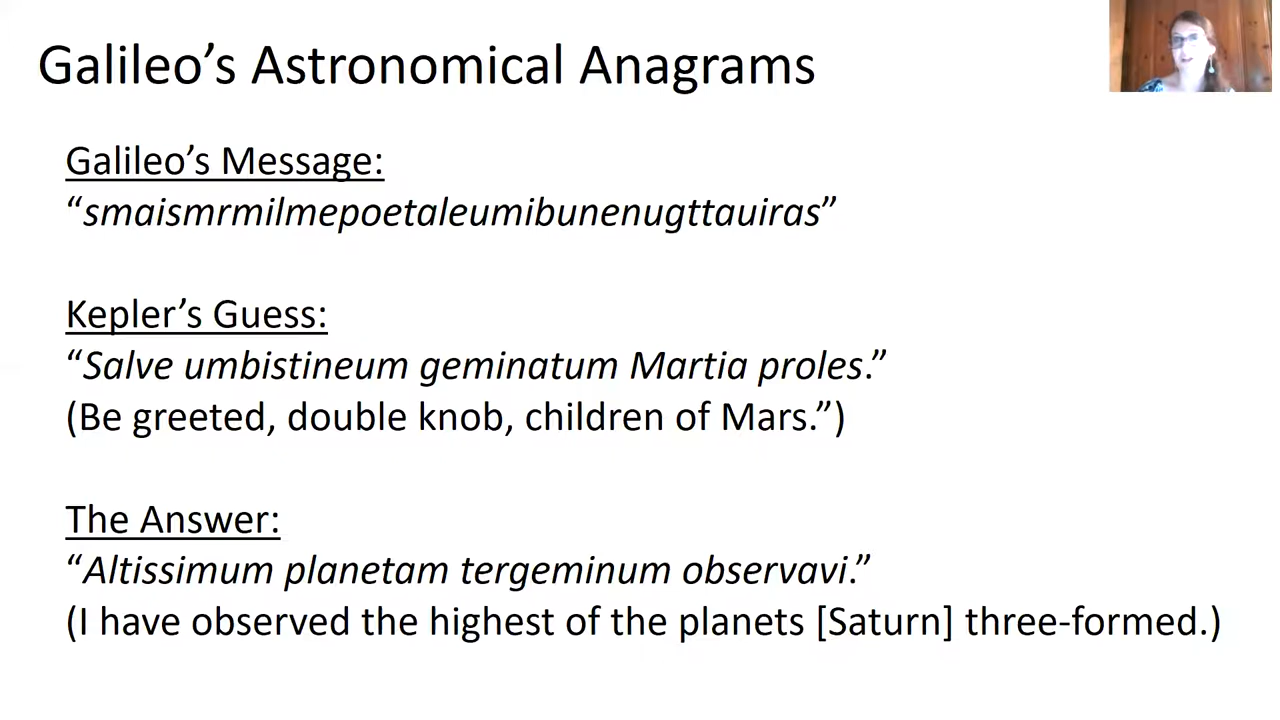 Galileo’s Astronomical Anagrams
Galileo’s Message:
“smaismrmilmepoetaleumibunenugttauiras”
Kepler’s Guess:
“Salve umbistineum geminatum Martia proles.”
(Be greeted, double knob, children of Mars.”)
The Answer:
“Altissimum planetam tergeminum observavi.”
(I have observed the highest of the planets [Saturn] three-formed.)